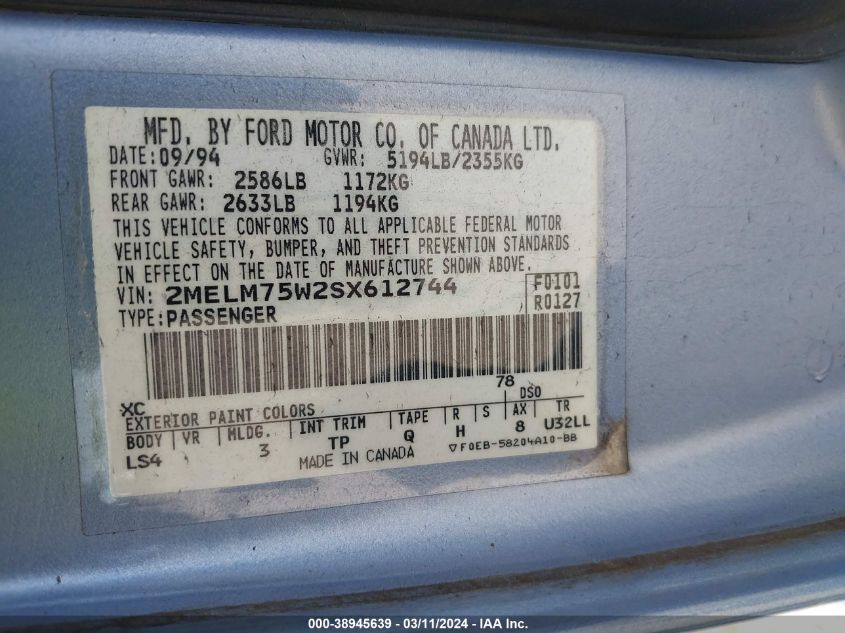 MFD. BY FORD MOTOR CO. OF CANADA LTD.
DATE: 09/94 GVWR: 5194LB/2355KG
FRONT GAWR: 2586LB 1172KG
REAR GAWR: 2633LB 1194KG
THIS VEHICLE CONFORMS TO ALL APPLICABLE FEDERAL MOTOR
VEHICLE SAFETY, BUMPER, AND THEFT PREVENTION STANDARDS
IN EFFECT ON THE DATE OF MANUFACTURE SHOWN ABOVE.
VIN: 2MELM75W2SX612744 F0101
TYPE: PASSENGER R0127
78
XC DSO
EXTERIOR PAINT COLORS
BODY VR MLDG. INT TRIM TAPE R S AX TR
LS4 3 TP Q H 8 U32LL
MADE IN CANADA ▽F0EB-58204A10-BB
000-38945639 - 03/11/2024 - IAA Inc.